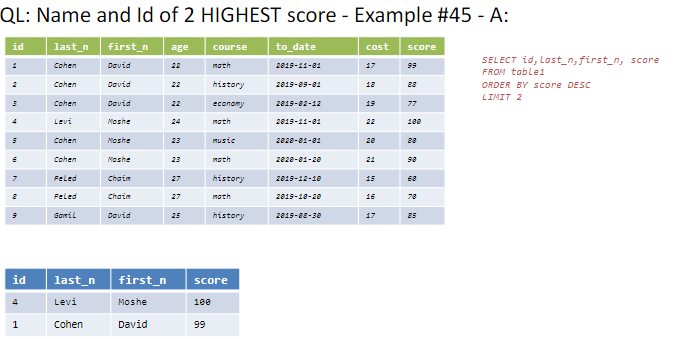 QL: Name and Id of 2 HIGHEST score - Example #45 - A:
id last_n first_n age course to_date cost score
1 Cohen David 22 math 2019-11-01 17 99
2 Cohen David 22 history 2019-09-01 18 88
3 Cohen David 22 economy 2019-02-12 19 77
4 Levi Moshe 24 math 2019-11-01 22 100
5 Cohen Moshe 23 music 2020-01-01 20 80
6 Cohen Moshe 23 math 2020-01-20 21 90
7 Peled Chaim 27 history 2019-12-10 15 60
8 Peled Chaim 27 math 2019-10-20 16 70
9 Gamil David 25 history 2019-08-30 17 85
SELECT id,last_n,first_n, score
FROM table1
ORDER BY score DESC
LIMIT 2
id last_n first_n score
4 Levi Moshe 100
1 Cohen David 99